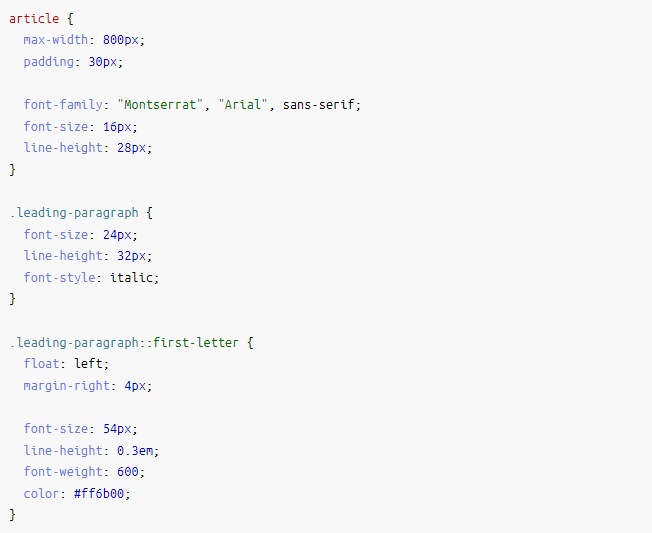 article {
  max-width: 800px;
  padding: 30px;

  font-family: "Montserrat", "Arial", sans-serif;
  font-size: 16px;
  line-height: 28px;
}

.leading-paragraph {
  font-size: 24px;
  line-height: 32px;
  font-style: italic;
}

.leading-paragraph::first-letter {
  float: left;
  margin-right: 4px;

  font-size: 54px;
  line-height: 0.3em;
  font-weight: 600;
  color: #ff6b00;
}